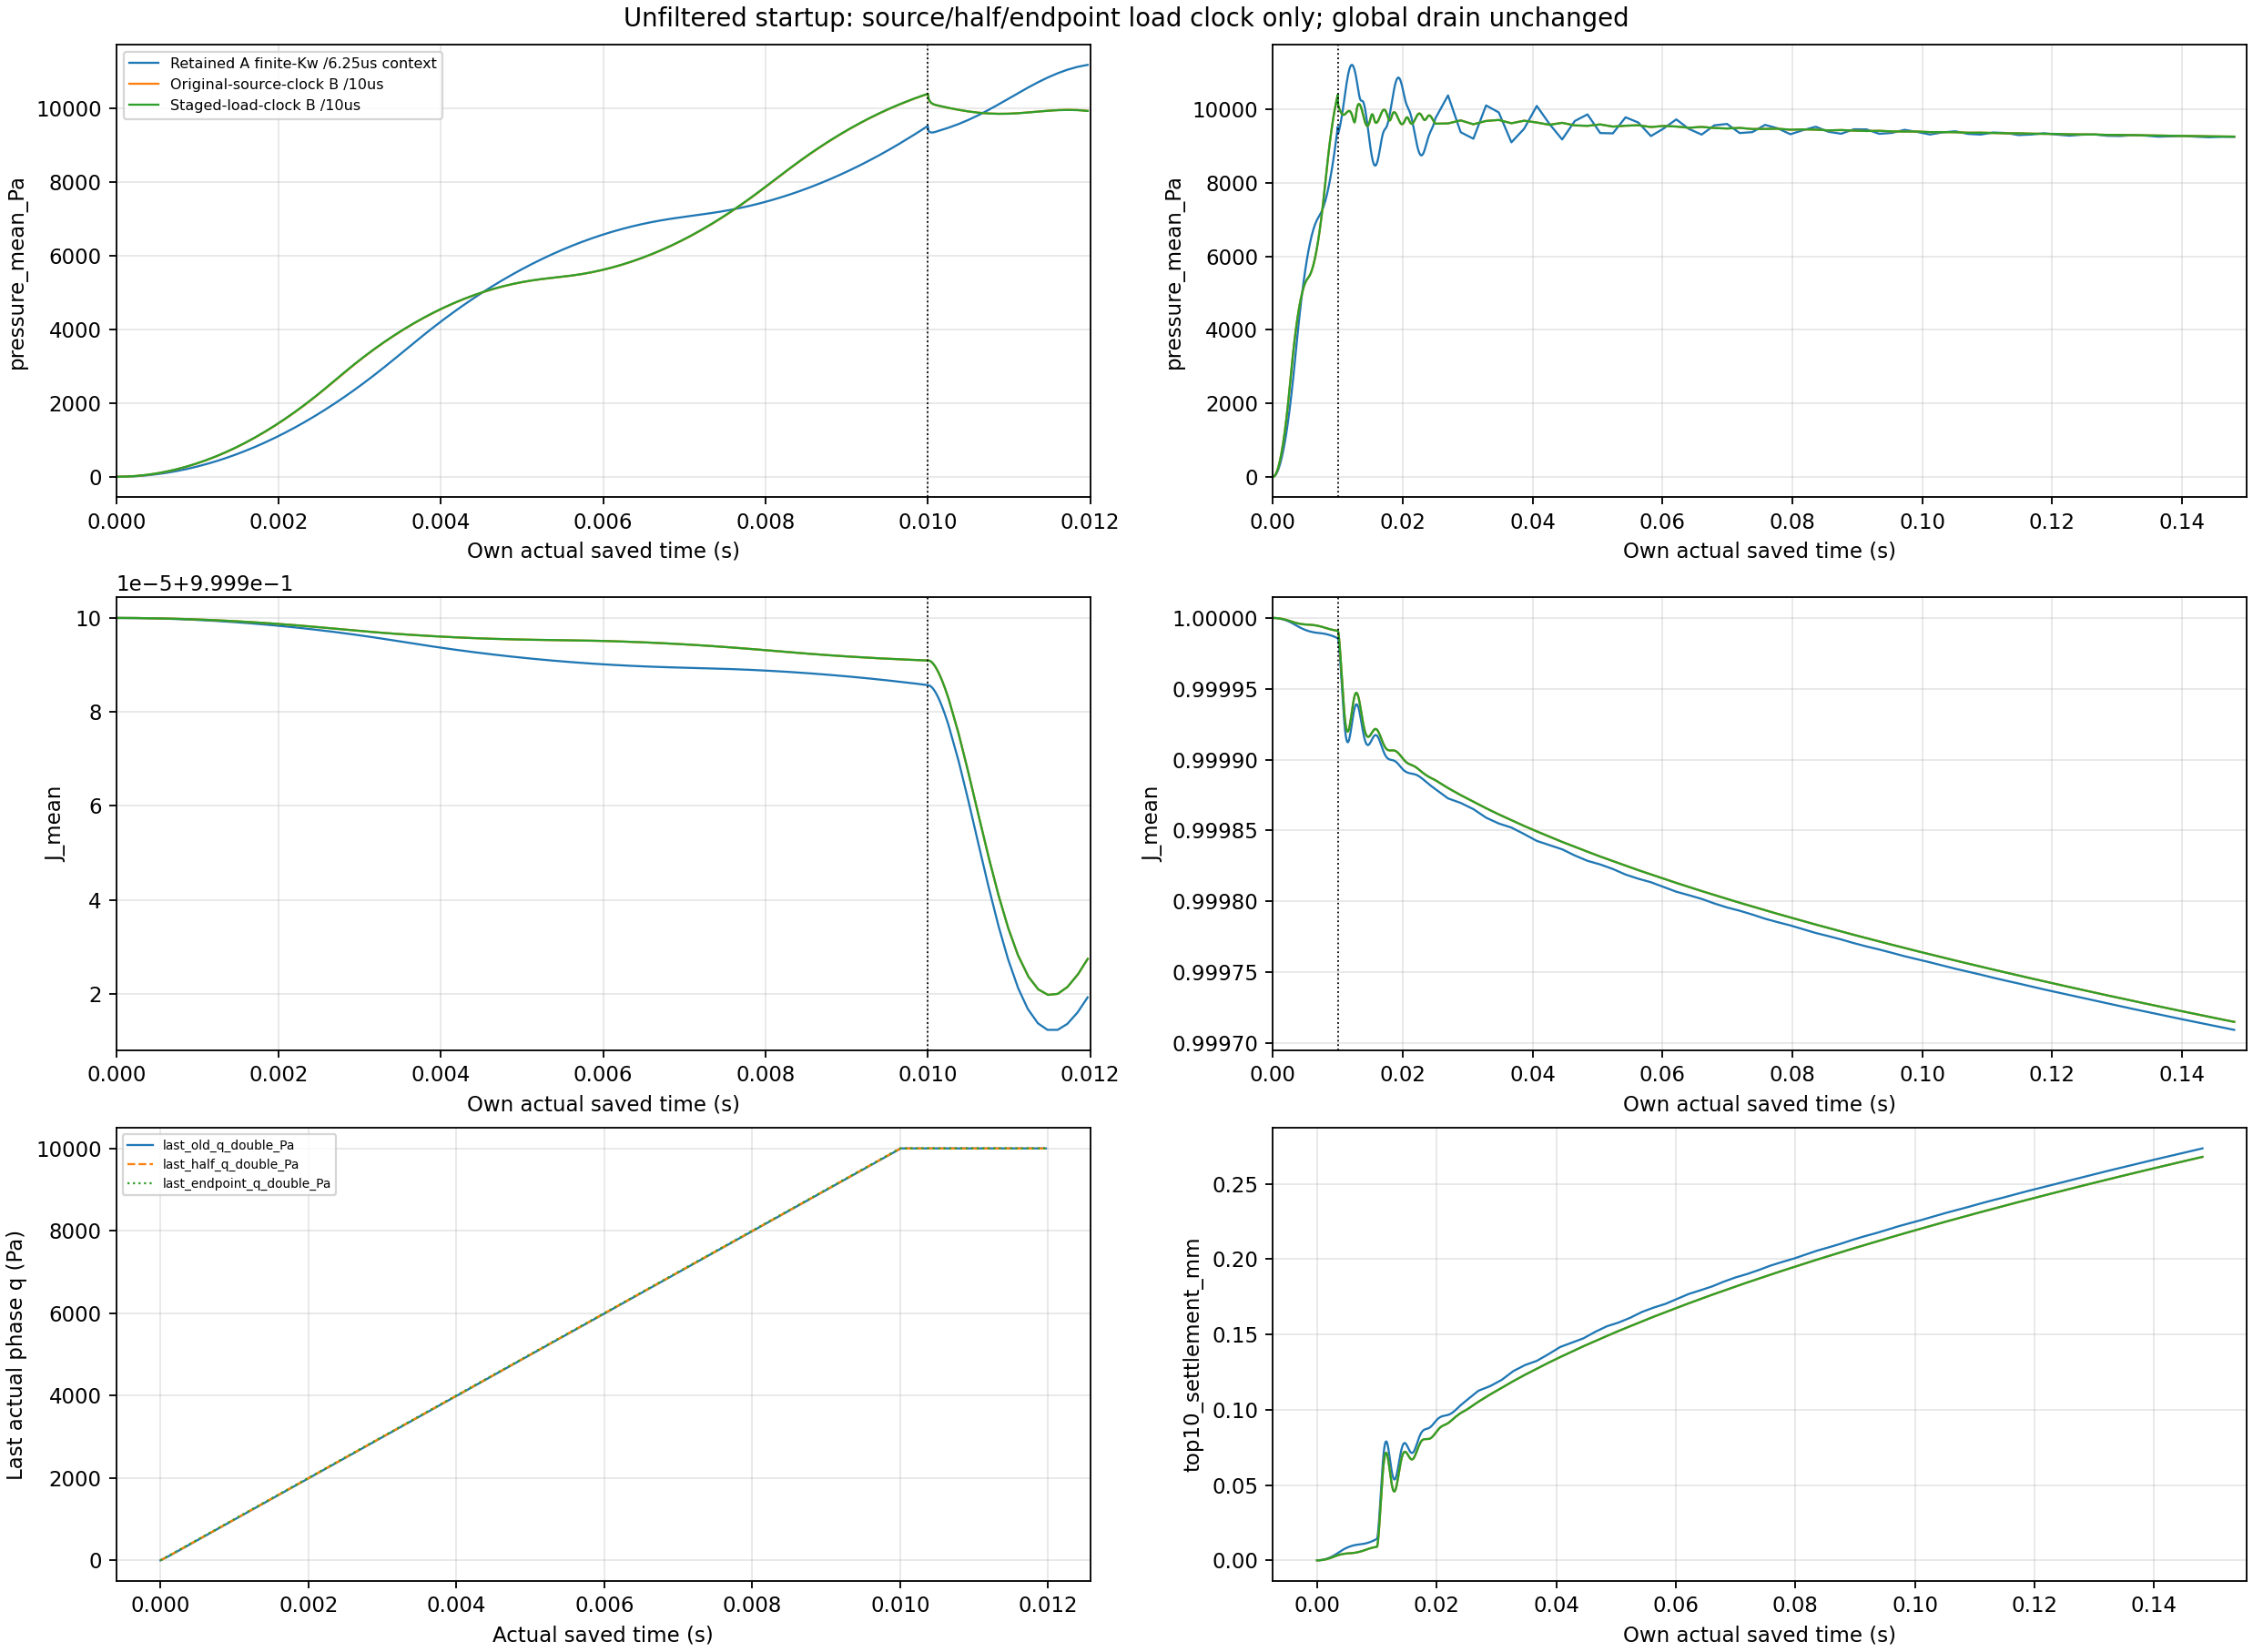 Unfiltered startup: source/half/endpoint load clock only; global drain unchanged
pressure_mean_Pa
10000
8000
6000
4000
2000
0
Retained A finite-Kw /6.25us context
Original-source-clock B /10us
Staged-load-clock B /10us
0.000 0.002 0.004 0.006 0.008 0.010 0.012
Own actual saved time (s)
pressure_mean_Pa
10000
8000
6000
4000
2000
0
0.00 0.02 0.04 0.06 0.08 0.10 0.12 0.14
Own actual saved time (s)
1e−5+9.999e−1
J_mean
10
8
6
4
2
0.000 0.002 0.004 0.006 0.008 0.010 0.012
Own actual saved time (s)
J_mean
1.00000
0.99995
0.99990
0.99985
0.99980
0.99975
0.99970
0.00 0.02 0.04 0.06 0.08 0.10 0.12 0.14
Own actual saved time (s)
Last actual phase q (Pa)
10000
8000
6000
4000
2000
0
last_old_q_double_Pa
last_half_q_double_Pa
last_endpoint_q_double_Pa
0.000 0.002 0.004 0.006 0.008 0.010 0.012
Actual saved time (s)
top10_settlement_mm
0.25
0.20
0.15
0.10
0.05
0.00
0.00 0.02 0.04 0.06 0.08 0.10 0.12 0.14
Own actual saved time (s)